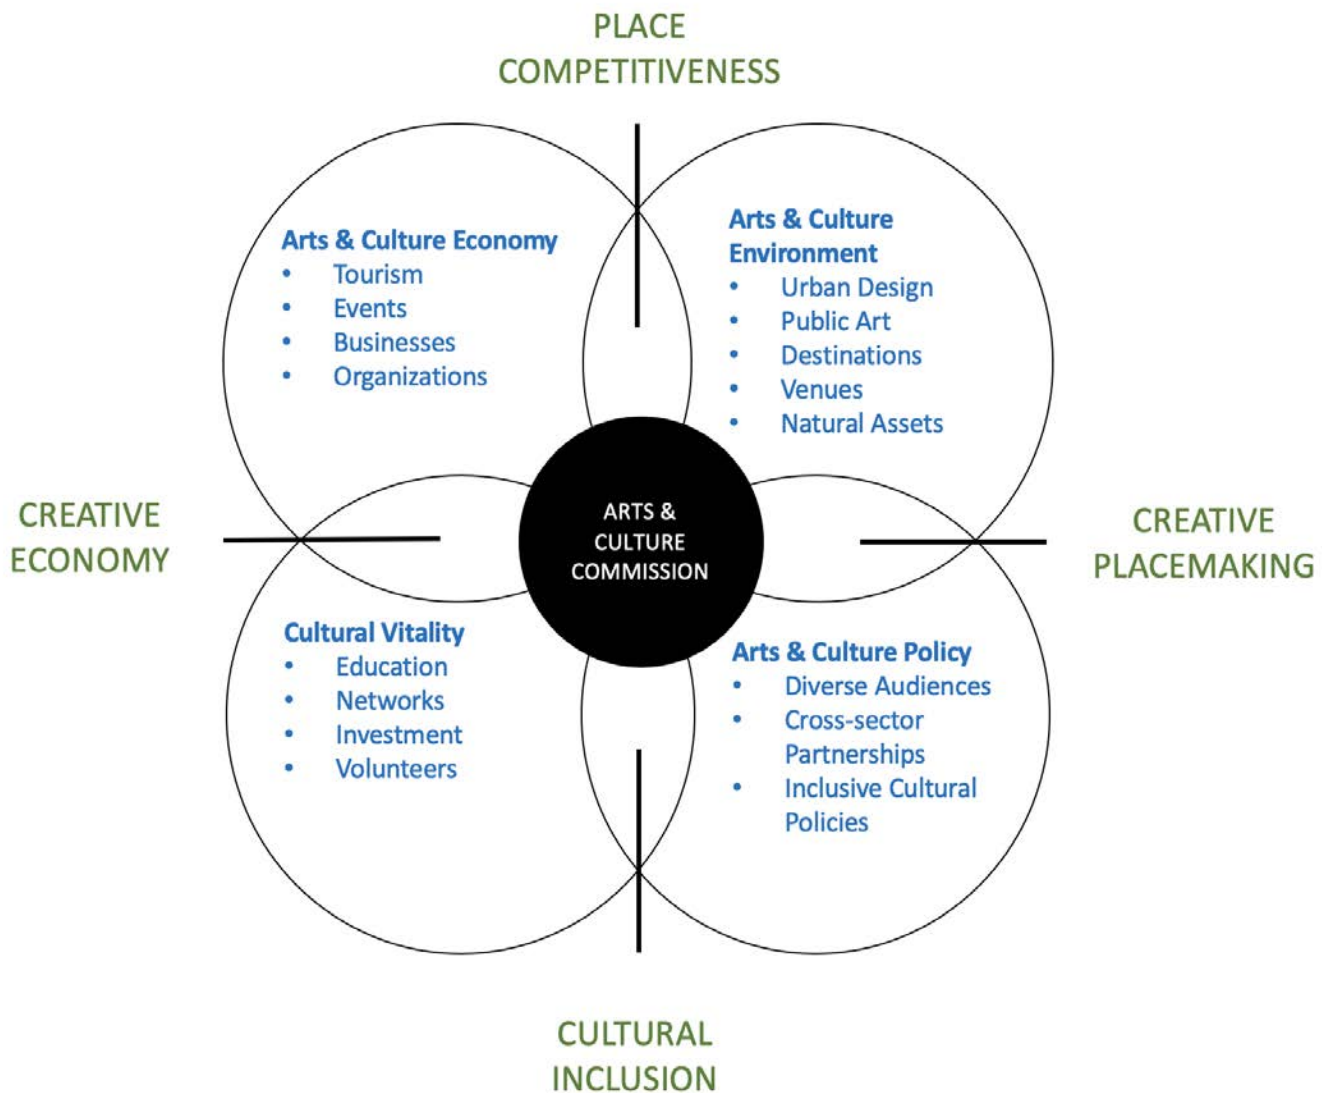 PLACE
COMPETITIVENESS
Arts & Culture Economy
• Tourism
• Events
• Businesses
• Organizations
Arts & Culture
Environment
• Urban Design
• Public Art
• Destinations
• Venues
• Natural Assets
CREATIVE
ECONOMY
ARTS &
CULTURE
COMMISSION
CREATIVE
PLACEMAKING
Cultural Vitality
• Education
• Networks
• Investment
• Volunteers
Arts & Culture Policy
• Diverse Audiences
• Cross-sector
Partnerships
• Inclusive Cultural
Policies
CULTURAL
INCLUSION